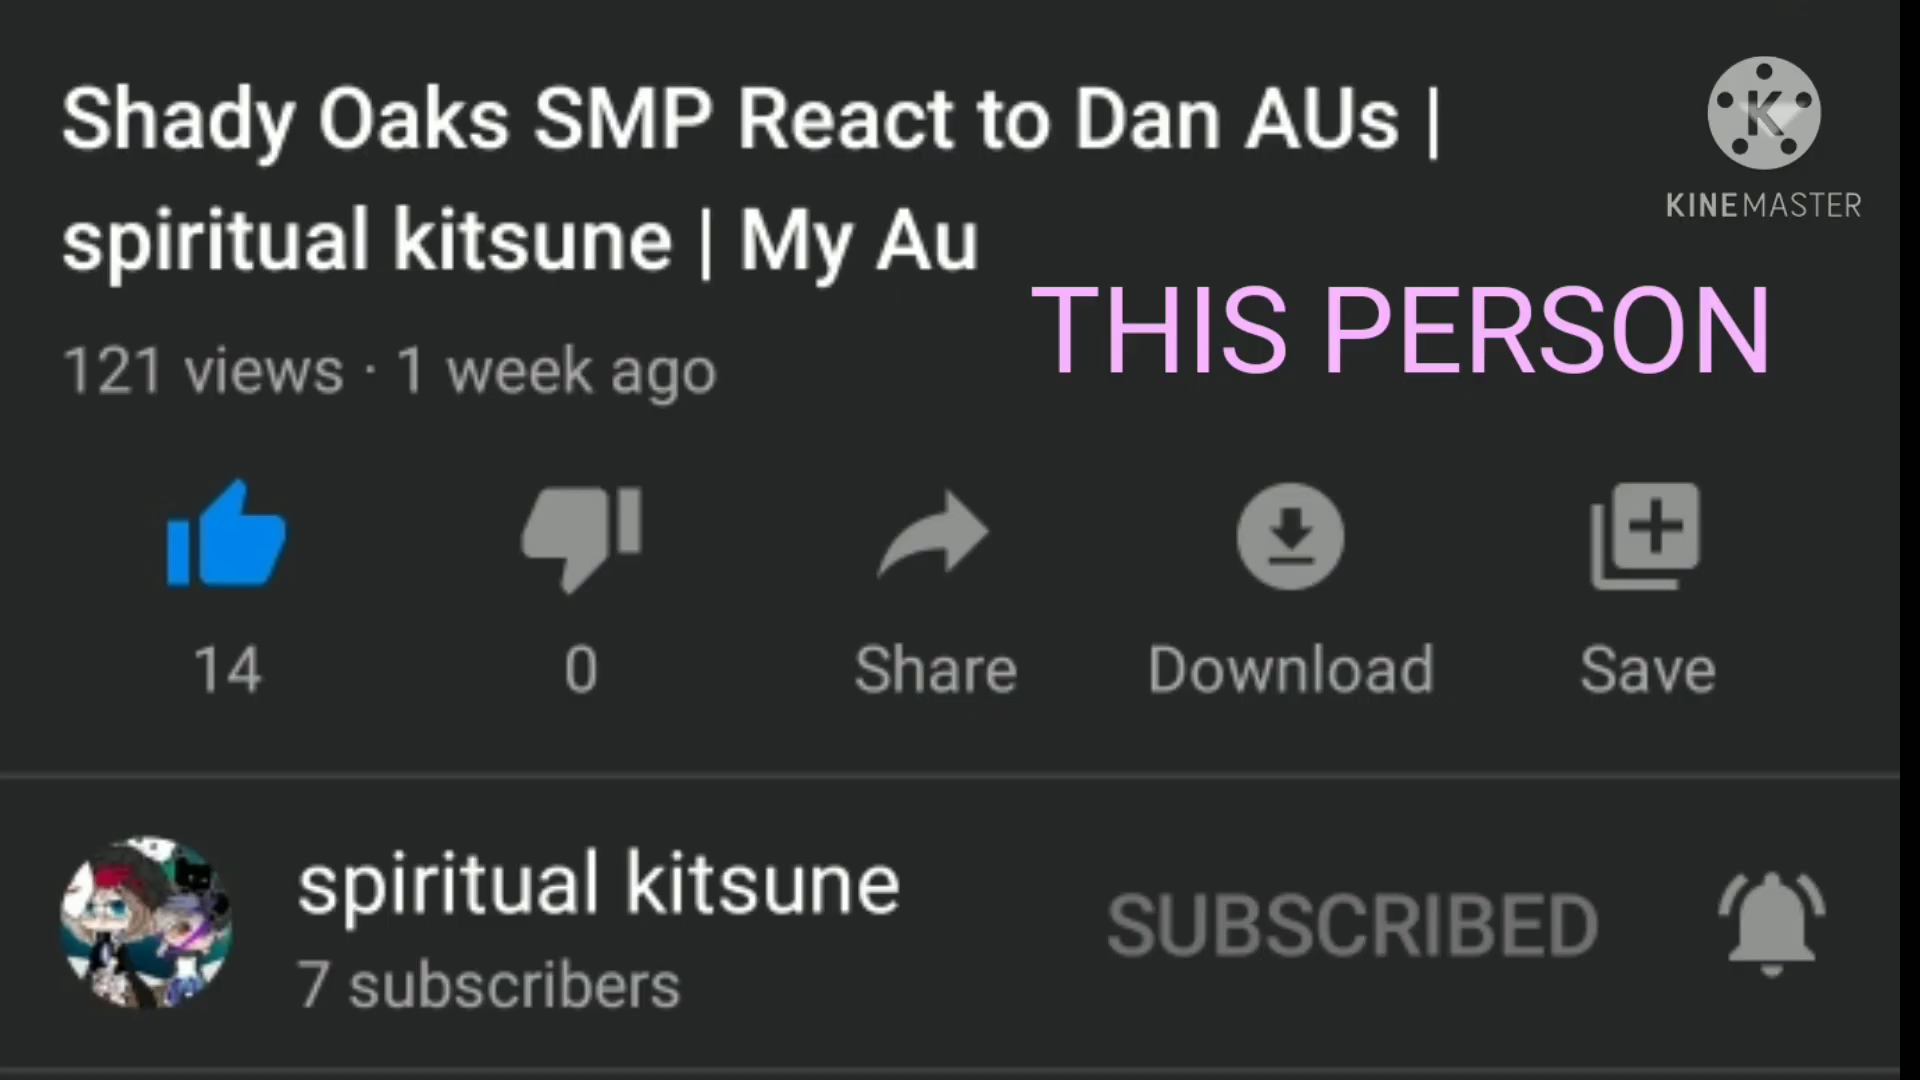 Shady Oaks SMP React to Dan AUs |
spiritual kitsune | My Au
KINEMASTER
THIS PERSON
121 views · 1 week ago
14
0
Share
Download
Save
spiritual kitsune
7 subscribers
SUBSCRIBED